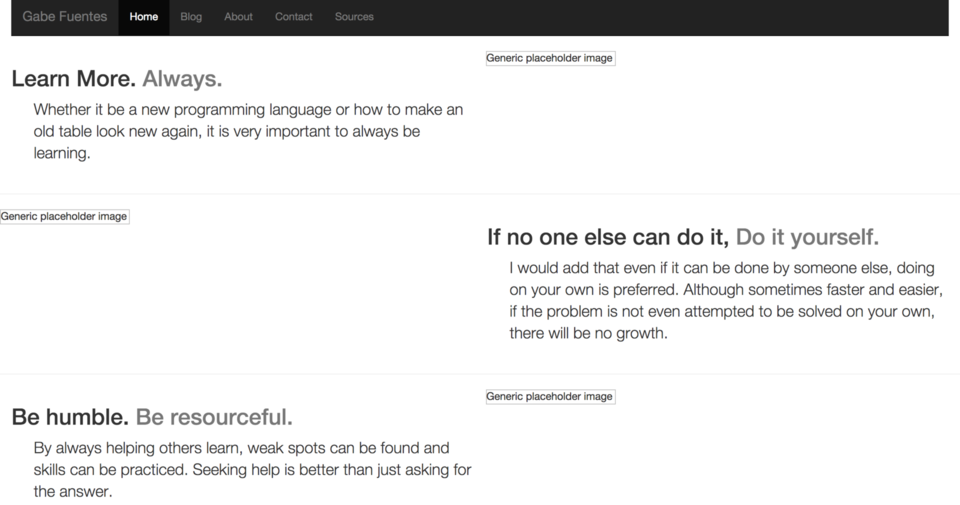 Gabe Fuentes Home Blog About Contact Sources
Generic placeholder image
Learn More. Always.
Whether it be a new programming language or how to make an
old table look new again, it is very important to always be
learning.
Generic placeholder image
If no one else can do it, Do it yourself.
I would add that even if it can be done by someone else, doing
on your own is preferred. Although sometimes faster and easier,
if the problem is not even attempted to be solved on your own,
there will be no growth.
Generic placeholder image
Be humble. Be resourceful.
By always helping others learn, weak spots can be found and
skills can be practiced. Seeking help is better than just asking for
the answer.